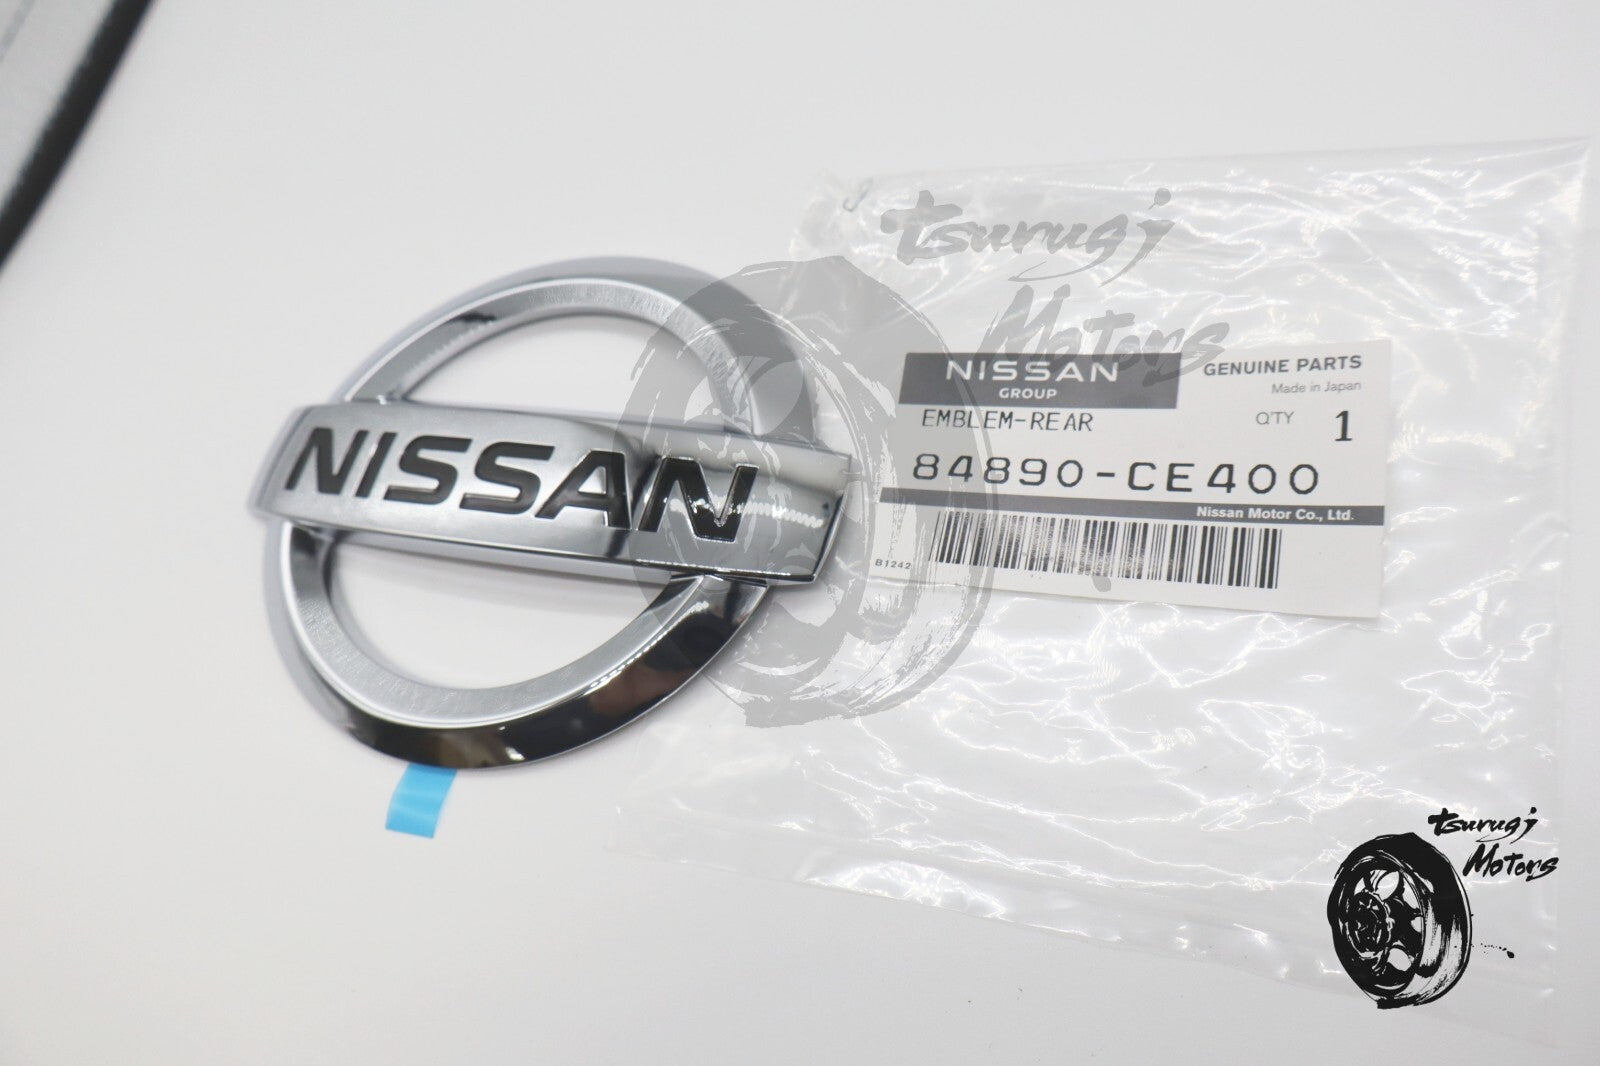 tsurugi
Motors
NISSAN
GROUP
GENUINE PARTS
Made in Japan
EMBLEM-REAR
Q'TY 1
84890-CE400
Nissan Motor Co., Ltd.
B1242
NISSAN
tsurugi
Motors